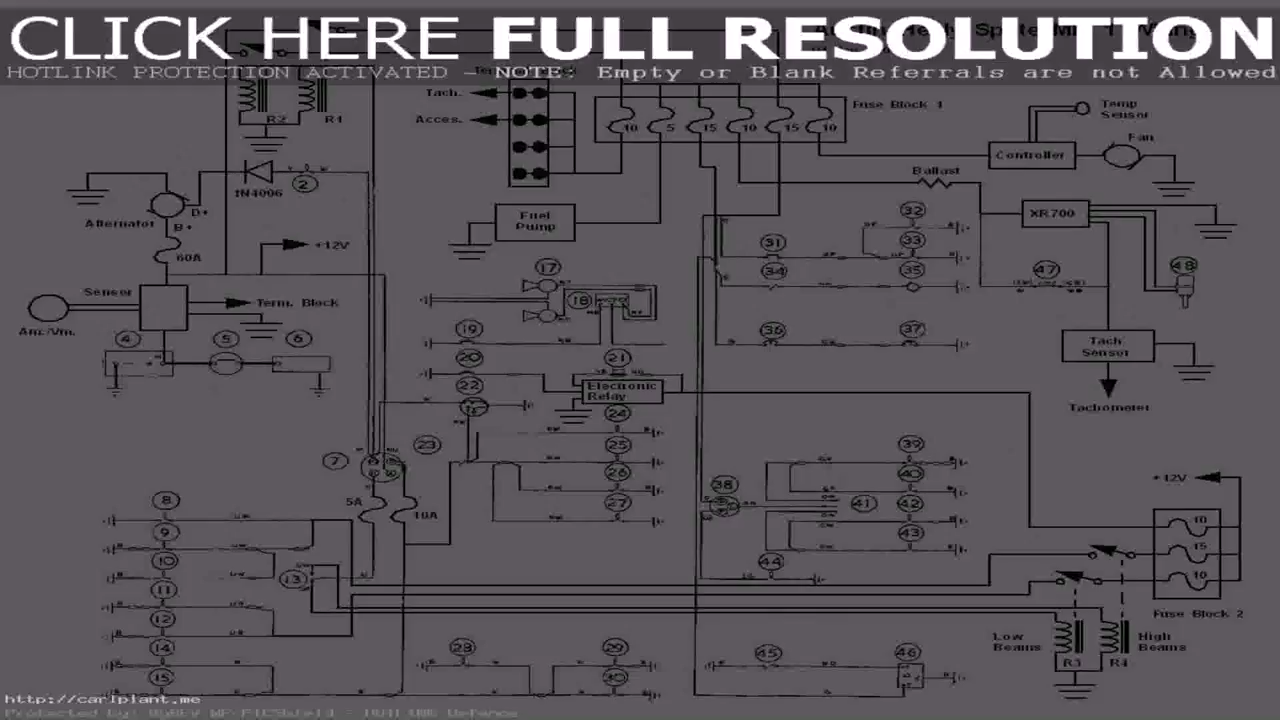 CLICK HERE FULL RESOLUTION
HOTLINK PROTECTION ACTIVATED - NOTE: Empty or Blank Referrals are not Allowed
Tach.
Acces.
R2
R1
10
5
15
10
15
10
Fuse Block 1
Temp
Sensor
Controller
Fan
Ballast
XR700
1N4006
2
Alternator
D+
B+
60A
+12V
Fuel
Pump
Sensor
Term. Block
4
5
6
17
18
19
20
21
22
23
Electronic
Relay
24
25
26
27
31
32
33
34
35
36
37
47
48
Tach
Sensor
Tachometer
7
5A
10A
8
9
10
11
12
13
14
15
28
29
30
38
39
40
41
42
43
44
45
46
+12V
10
15
10
Fuse Block 2
Low
Beams
R3
R4
High
Beams
http://carlplant.me